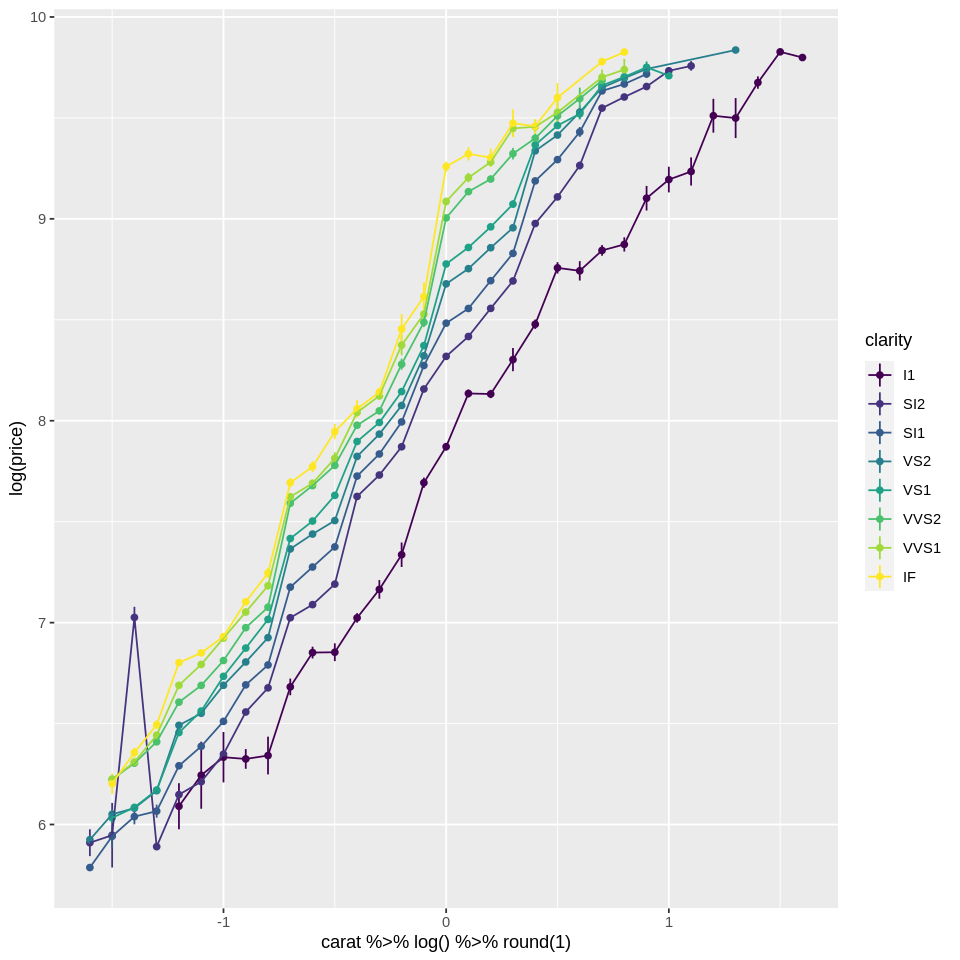 10
9
8
7
6
log(price)
-1
0
1
carat %>% log() %>% round(1)
clarity
I1
SI2
SI1
VS2
VS1
VVS2
VVS1
IF